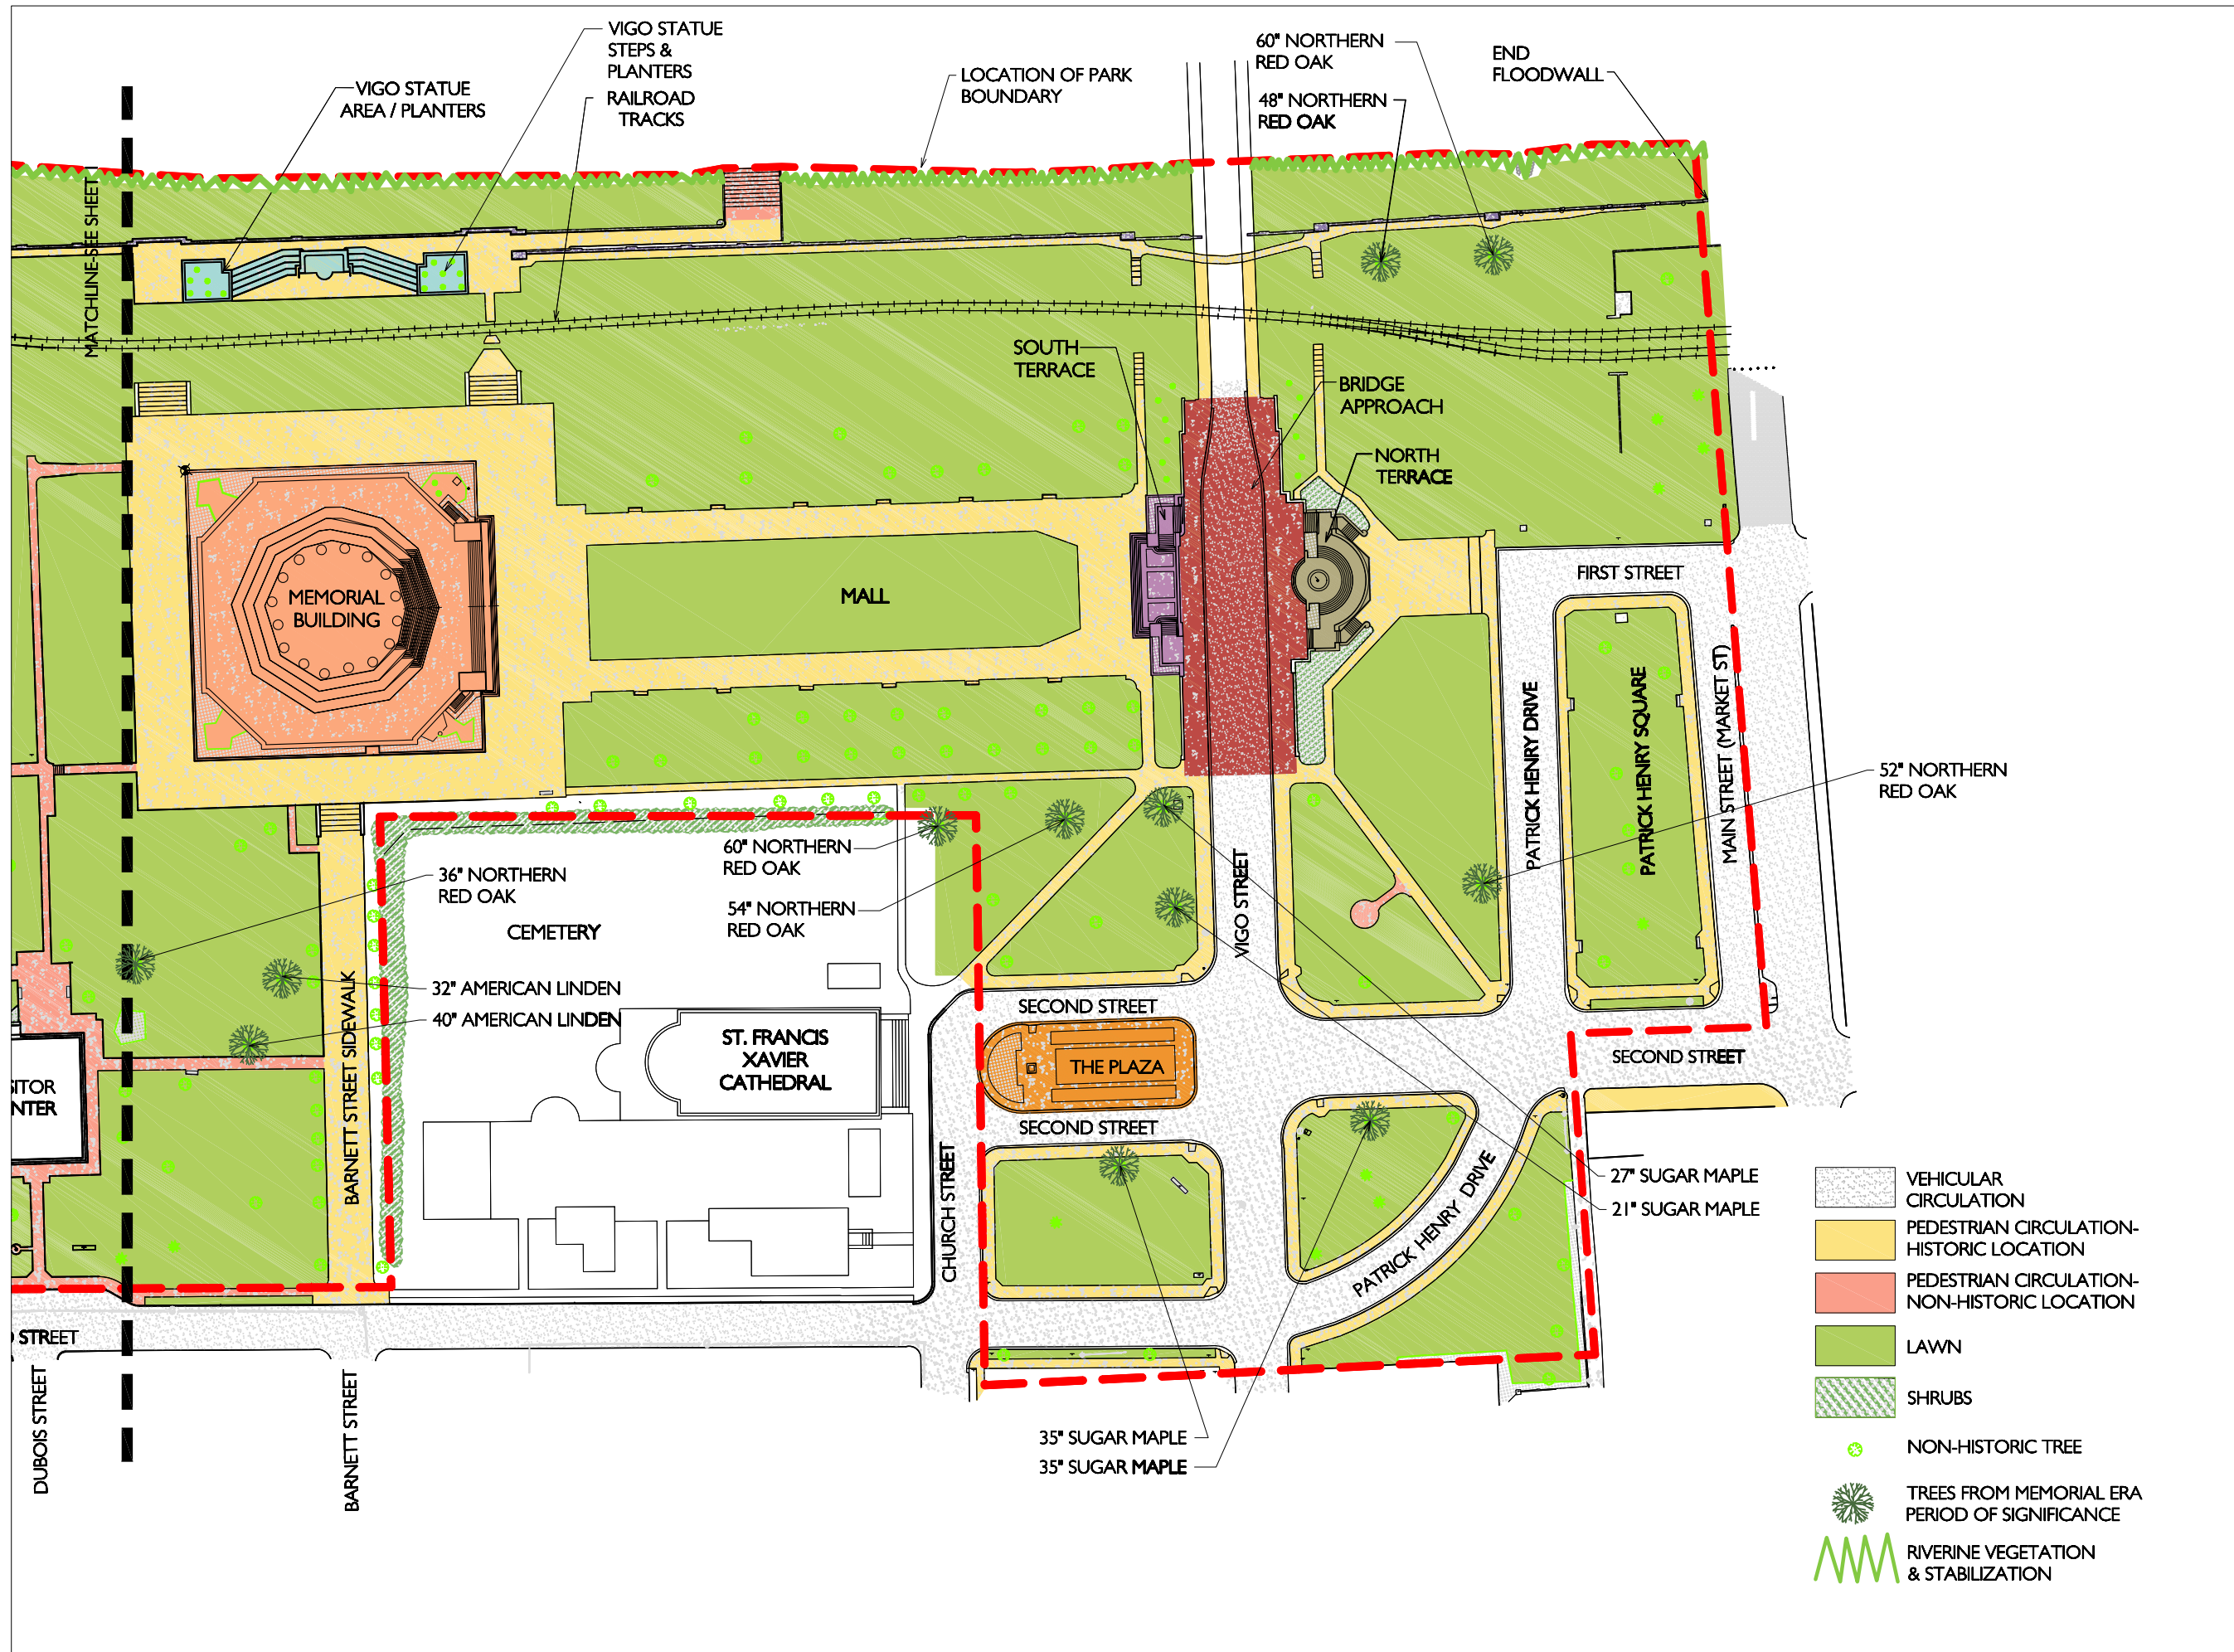 VIGO STATUE
STEPS &
PLANTERS
RAILROAD
TRACKS
VIGO STATUE
AREA / PLANTERS
LOCATION OF PARK
BOUNDARY
60" NORTHERN
RED OAK
48" NORTHERN
RED OAK
END
FLOODWALL
MATCHLINE-SEE SHEET
SOUTH
TERRACE
BRIDGE
APPROACH
NORTH
TERRACE
MEMORIAL
BUILDING
MALL
FIRST STREET
PATRICK HENRY DRIVE
PATRICK HENRY SQUARE
MAIN STREET (MARKET ST)
52" NORTHERN
RED OAK
60" NORTHERN
RED OAK
54" NORTHERN
RED OAK
36" NORTHERN
RED OAK
CEMETERY
VIGO STREET
32" AMERICAN LINDEN
40" AMERICAN LINDEN
BARNETT STREET SIDEWALK
ST. FRANCIS
XAVIER
CATHEDRAL
SECOND STREET
THE PLAZA
SECOND STREET
SECOND STREET
SITOR
NTER
CHURCH STREET
PATRICK HENRY DRIVE
27" SUGAR MAPLE
21" SUGAR MAPLE
STREET
DUBOIS STREET
BARNETT STREET
35" SUGAR MAPLE
35" SUGAR MAPLE
VEHICULAR
CIRCULATION
PEDESTRIAN CIRCULATION-
HISTORIC LOCATION
PEDESTRIAN CIRCULATION-
NON-HISTORIC LOCATION
LAWN
SHRUBS
NON-HISTORIC TREE
TREES FROM MEMORIAL ERA
PERIOD OF SIGNIFICANCE
RIVERINE VEGETATION
& STABILIZATION